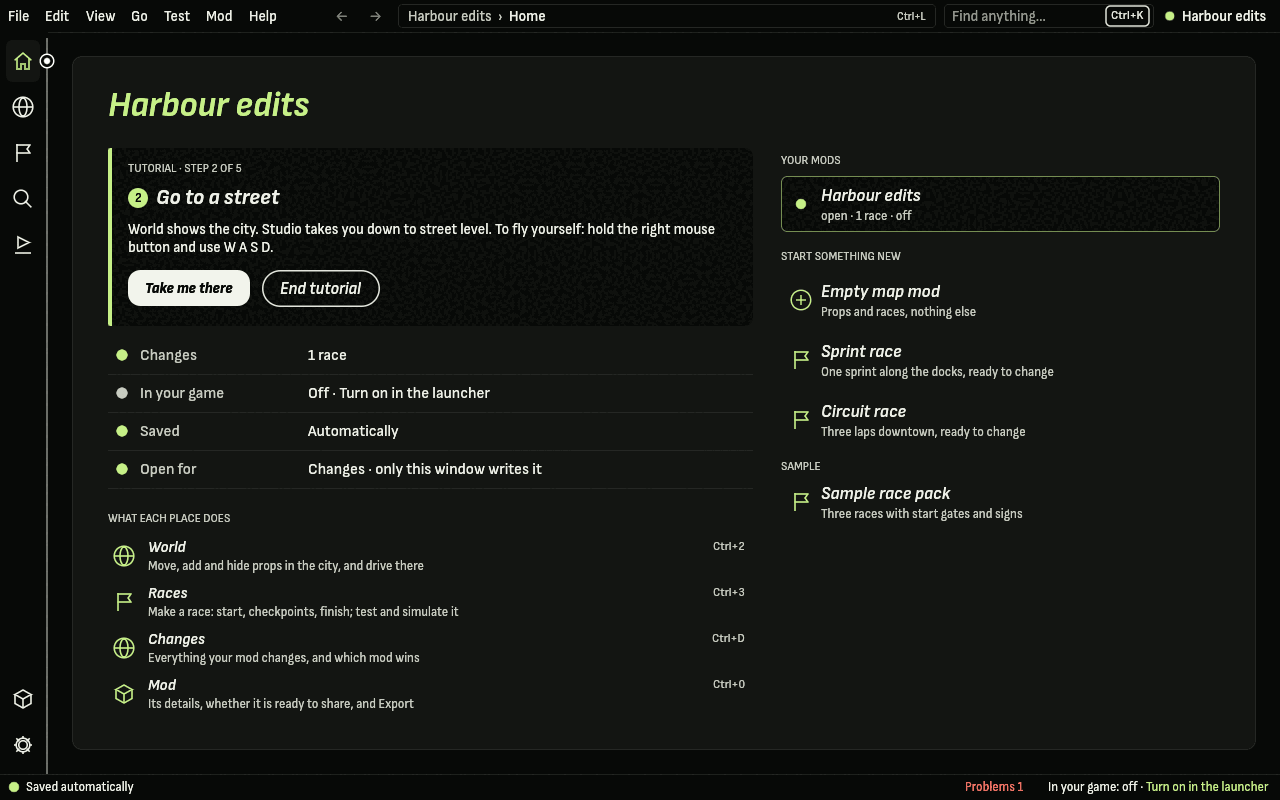 File Edit View Go Test Mod Help
Harbour edits › Home Ctrl+L
Find anything... Ctrl+K
Harbour edits
Harbour edits
TUTORIAL · STEP 2 OF 5
2 Go to a street
World shows the city. Studio takes you down to street level. To fly yourself: hold the right mouse
button and use W A S D.
Take me there End tutorial
Changes 1 race
In your game Off · Turn on in the launcher
Saved Automatically
Open for Changes · only this window writes it
WHAT EACH PLACE DOES
World Ctrl+2
Move, add and hide props in the city, and drive there
Races Ctrl+3
Make a race: start, checkpoints, finish; test and simulate it
Changes Ctrl+D
Everything your mod changes, and which mod wins
Mod Ctrl+0
Its details, whether it is ready to share, and Export
YOUR MODS
Harbour edits
open · 1 race · off
START SOMETHING NEW
Empty map mod
Props and races, nothing else
Sprint race
One sprint along the docks, ready to change
Circuit race
Three laps downtown, ready to change
SAMPLE
Sample race pack
Three races with start gates and signs
Saved automatically
Problems 1
In your game: off · Turn on in the launcher